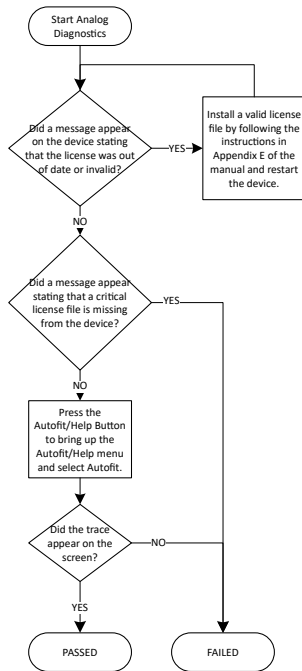 Start Analog
Diagnostics
Did a message appear
on the device stating
that the license was out
of date or invalid?
YES
Install a valid license
file by following the
instructions in
Appendix E of the
manual and restart
the device.
NO
Did a message appear
stating that a critical
license file is missing
from the device?
YES
NO
Press the
Autofit/Help Button
to bring up the
Autofit/Help menu
and select Autofit.
Did the trace
appear on the
screen?
NO
YES
PASSED
FAILED